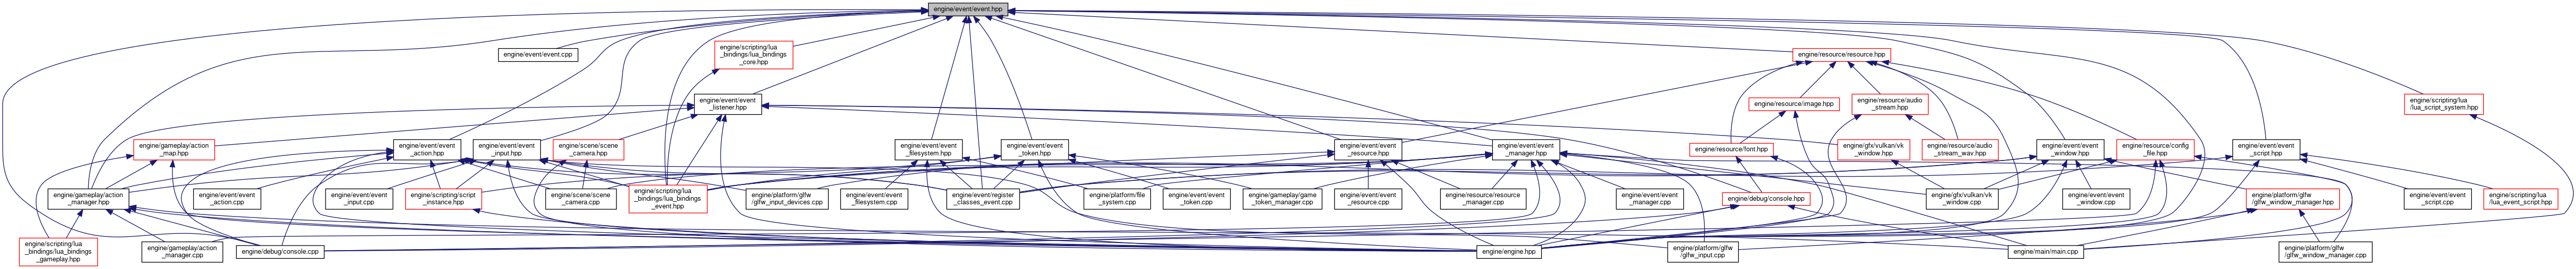 engine/event/event.hpp
engine/event/event.cpp
engine/scripting/lua
_bindings/lua_bindings
_core.hpp
engine/resource/resource.hpp
engine/event/event
_listener.hpp
engine/resource/image.hpp
engine/resource/audio
_stream.hpp
engine/scripting/lua
/lua_script_system.hpp
engine/gameplay/action
_map.hpp
engine/event/event
_action.hpp
engine/event/event
_input.hpp
engine/scene/scene
_camera.hpp
engine/event/event
_filesystem.hpp
engine/event/event
_token.hpp
engine/event/event
_resource.hpp
engine/event/event
_manager.hpp
engine/resource/font.hpp
engine/gfx/vulkan/vk
_window.hpp
engine/resource/audio
_stream_wav.hpp
engine/event/event
_window.hpp
engine/resource/config
_file.hpp
engine/event/event
_script.hpp
engine/gameplay/action
_manager.hpp
engine/event/event
_action.cpp
engine/event/event
_input.cpp
engine/scripting/script
_instance.hpp
engine/scene/scene
_camera.cpp
engine/scripting/lua
_bindings/lua_bindings
_event.hpp
engine/platform/glfw
/glfw_input_devices.cpp
engine/event/event
_filesystem.cpp
engine/event/register
_classes_event.cpp
engine/platform/file
_system.cpp
engine/event/event
_token.cpp
engine/gameplay/game
_token_manager.cpp
engine/event/event
_resource.cpp
engine/resource/resource
_manager.cpp
engine/event/event
_manager.cpp
engine/debug/console.hpp
engine/gfx/vulkan/vk
_window.cpp
engine/event/event
_window.cpp
engine/platform/glfw
/glfw_window_manager.hpp
engine/event/event
_script.cpp
engine/scripting/lua
/lua_event_script.hpp
engine/scripting/lua
_bindings/lua_bindings
_gameplay.hpp
engine/gameplay/action
_manager.cpp
engine/debug/console.cpp
engine/engine.hpp
engine/platform/glfw
/glfw_input.cpp
engine/main/main.cpp
engine/platform/glfw
/glfw_window_manager.cpp